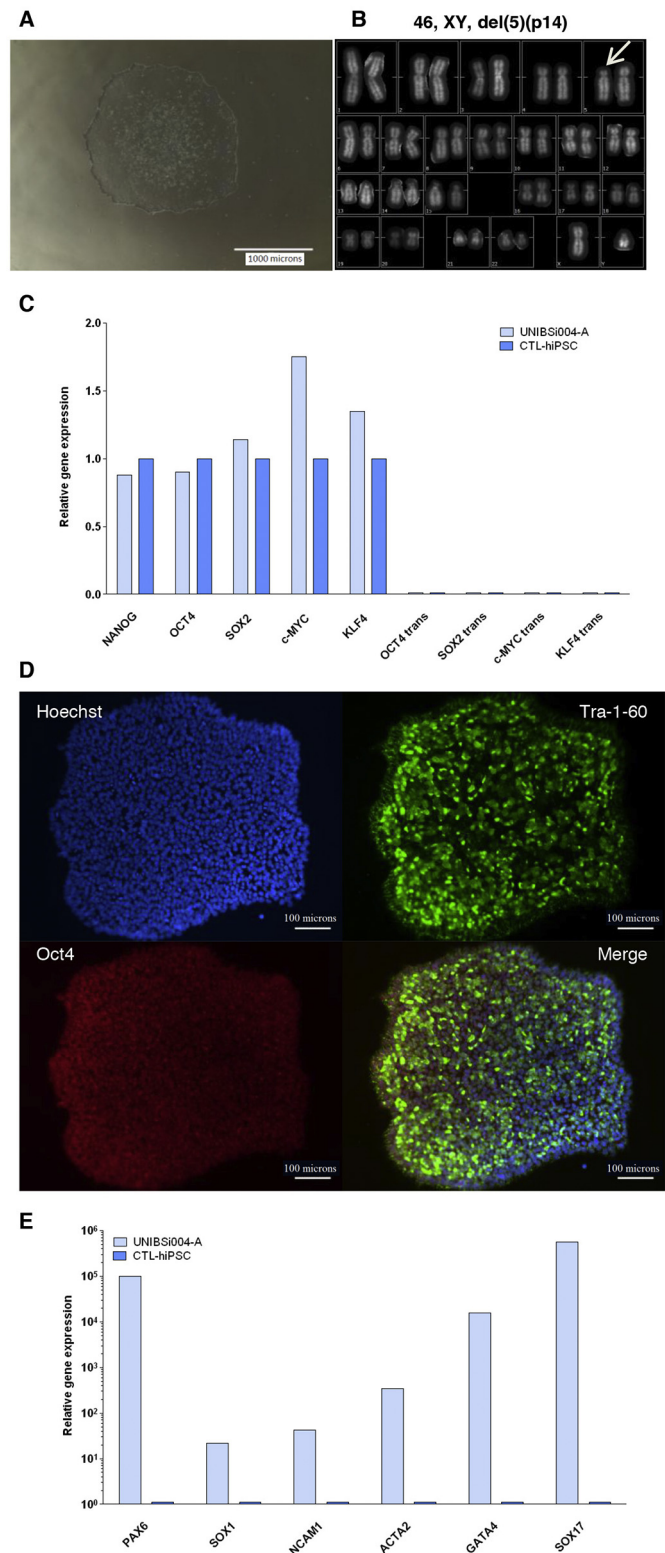 A
1000 microns
B
46, XY, del(5)(p14)
1 2 3 4 5
6 7 8 9 10 11 12
13 14 15 16 17 18
19 20 21 22 X Y
C
2.0
1.5
1.0
0.5
0.0
Relative gene expression
UNIBSi004-A
CTL-hiPSC
NANOG
OCT4
SOX2
c-MYC
KLF4
OCT4 trans
SOX2 trans
c-MYC trans
KLF4 trans
D
Hoechst
100 microns
Tra-1-60
100 microns
Oct4
100 microns
Merge
100 microns
E
10⁶
10⁵
10⁴
10³
10²
10¹
10⁰
Relative gene expression
UNIBSi004-A
CTL-hiPSC
PAX6
SOX1
NCAM1
ACTA2
GATA4
SOX17